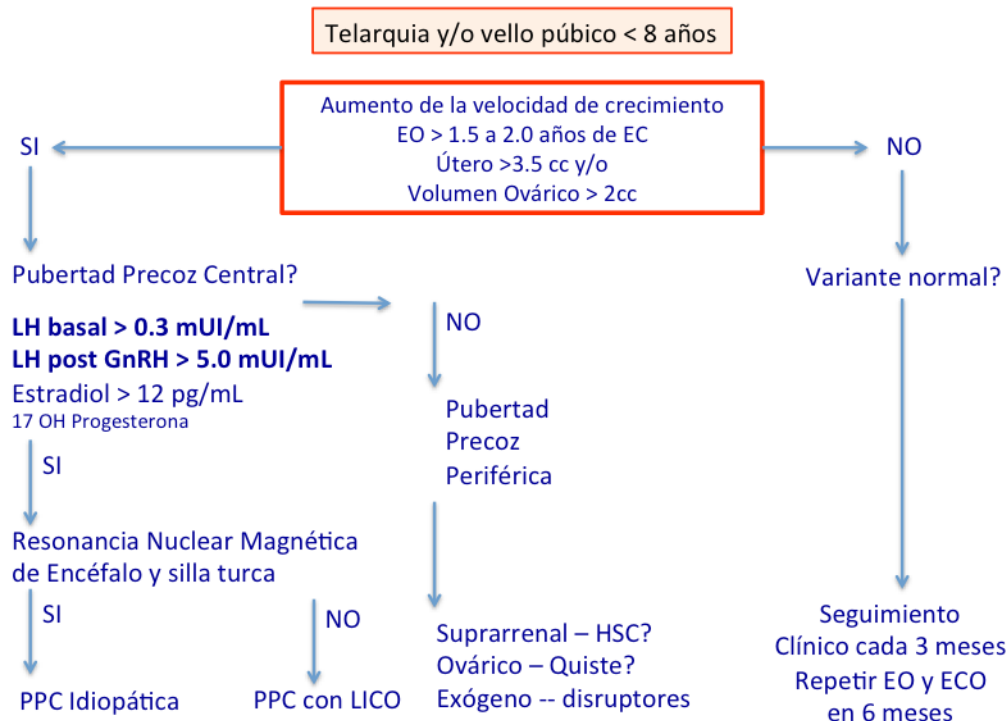 Telarquia y/o vello púbico < 8 años
Aumento de la velocidad de crecimiento
EO > 1.5 a 2.0 años de EC
Útero >3.5 cc y/o
Volumen Ovárico > 2cc
SI
NO
Pubertad Precoz Central?
LH basal > 0.3 mUI/mL
LH post GnRH > 5.0 mUI/mL
Estradiol > 12 pg/mL
17 OH Progesterona
NO
Pubertad
Precoz
Periférica
Variante normal?
SI
Resonancia Nuclear Magnética
de Encéfalo y silla turca
SI
NO
PPC Idiopática
PPC con LICO
Suprarrenal – HSC?
Ovárico – Quiste?
Exógeno -- disruptores
Seguimiento
Clínico cada 3 meses
Repetir EO y ECO
en 6 meses